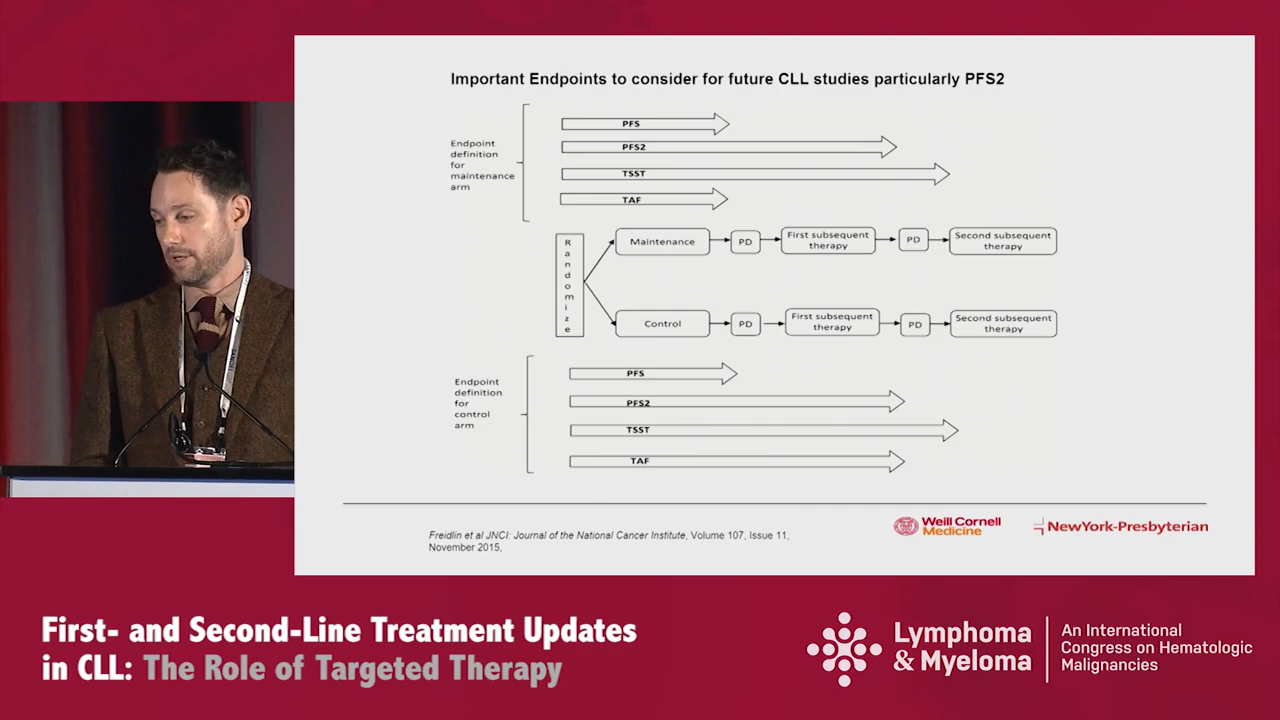 Important Endpoints to consider for future CLL studies particularly PFS2
Endpoint
definition
for
maintenance
arm
PFS
PFS2
TSST
TAF
Randomize
Maintenance
PD
First subsequent
therapy
PD
Second subsequent
therapy
Control
PD
First subsequent
therapy
PD
Second subsequent
therapy
Endpoint
definition
for
control
arm
PFS
PFS2
TSST
TAF
Freidlin et al JNCI: Journal of the National Cancer Institute, Volume 107, Issue 11,
November 2015,
Weill Cornell
Medicine
NewYork-Presbyterian
First- and Second-Line Treatment Updates
in CLL: The Role of Targeted Therapy
Lymphoma
& Myeloma
An International
Congress on Hematologic
Malignancies